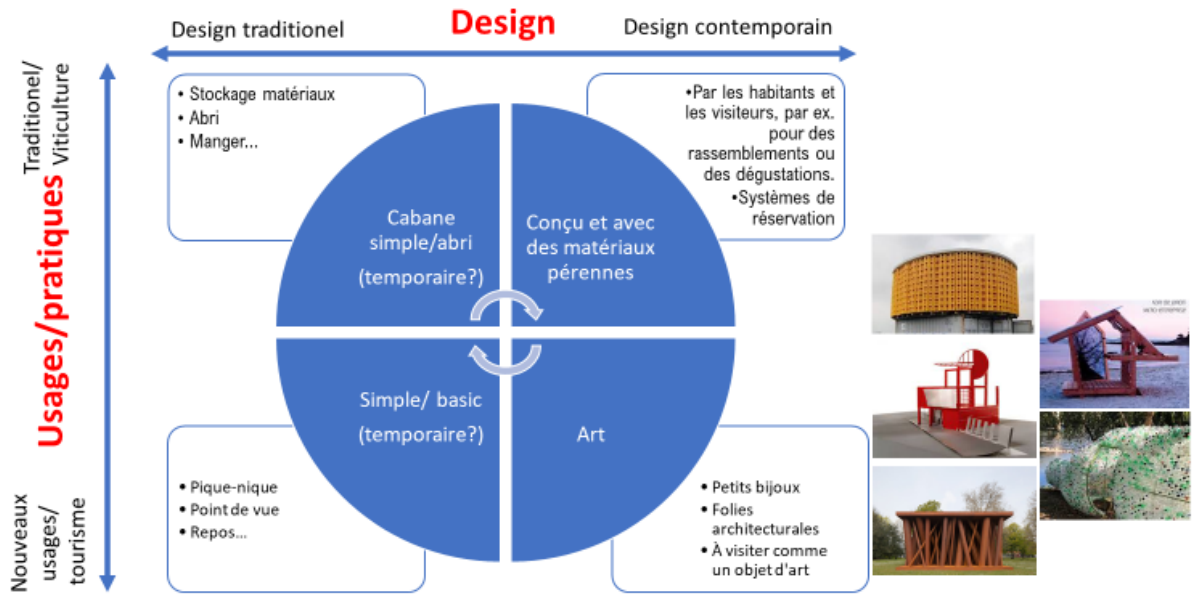 Design traditionel
Design
Design contemporain
Traditionel/
Viticulture
Usages/pratiques
Nouveaux
usages/
tourisme
• Stockage matériaux
• Abri
• Manger...
•Par les habitants et
les visiteurs, par ex.
pour des
rassemblements ou
des dégustations.
•Systèmes de
réservation
Cabane
simple/abri
(temporaire?)
Conçu et avec
des matériaux
pérennes
Simple/ basic
(temporaire?)
Art
• Pique-nique
• Point de vue
• Repos...
• Petits bijoux
• Folies
architecturales
• À visiter comme
un objet d'art